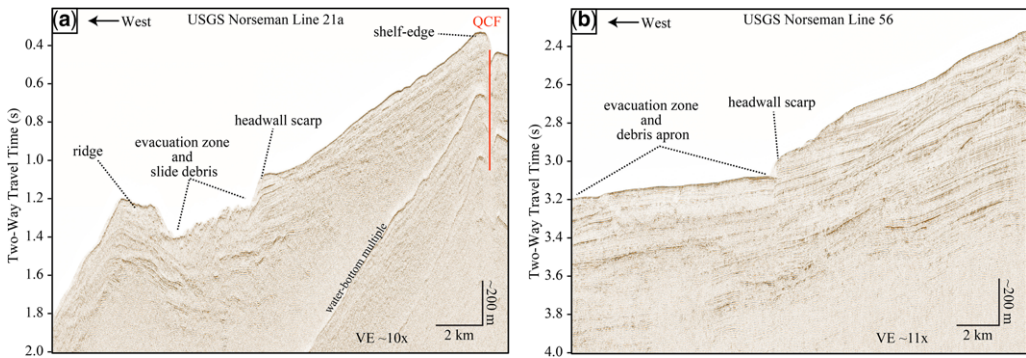 (a)
West
USGS Norseman Line 21a
QCF
shelf-edge
headwall scarp
evacuation zone
and
slide debris
ridge
water-bottom multiple
Two-Way Travel Time (s)
0.4
0.6
0.8
1.0
1.2
1.4
1.6
1.8
2.0
VE ~10x
2 km
~200 m
(b)
West
USGS Norseman Line 56
headwall scarp
evacuation zone
and
debris apron
Two-Way Travel Time (s)
2.4
2.6
2.8
3.0
3.2
3.4
3.6
3.8
4.0
VE ~11x
2 km
~200 m